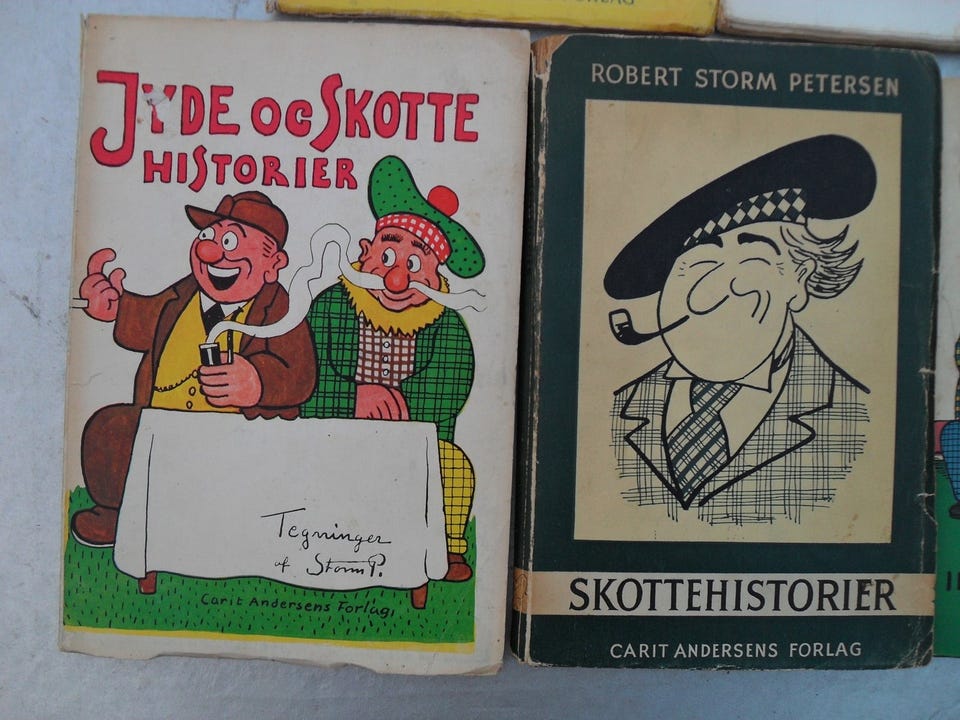 JYDE OG SKOTTE
HISTORIER
Tegninger
af Storm P.
Carit Andersens Forlag.
ROBERT STORM PETERSEN
SKOTTEHISTORIER
CARIT ANDERSENS FORLAG